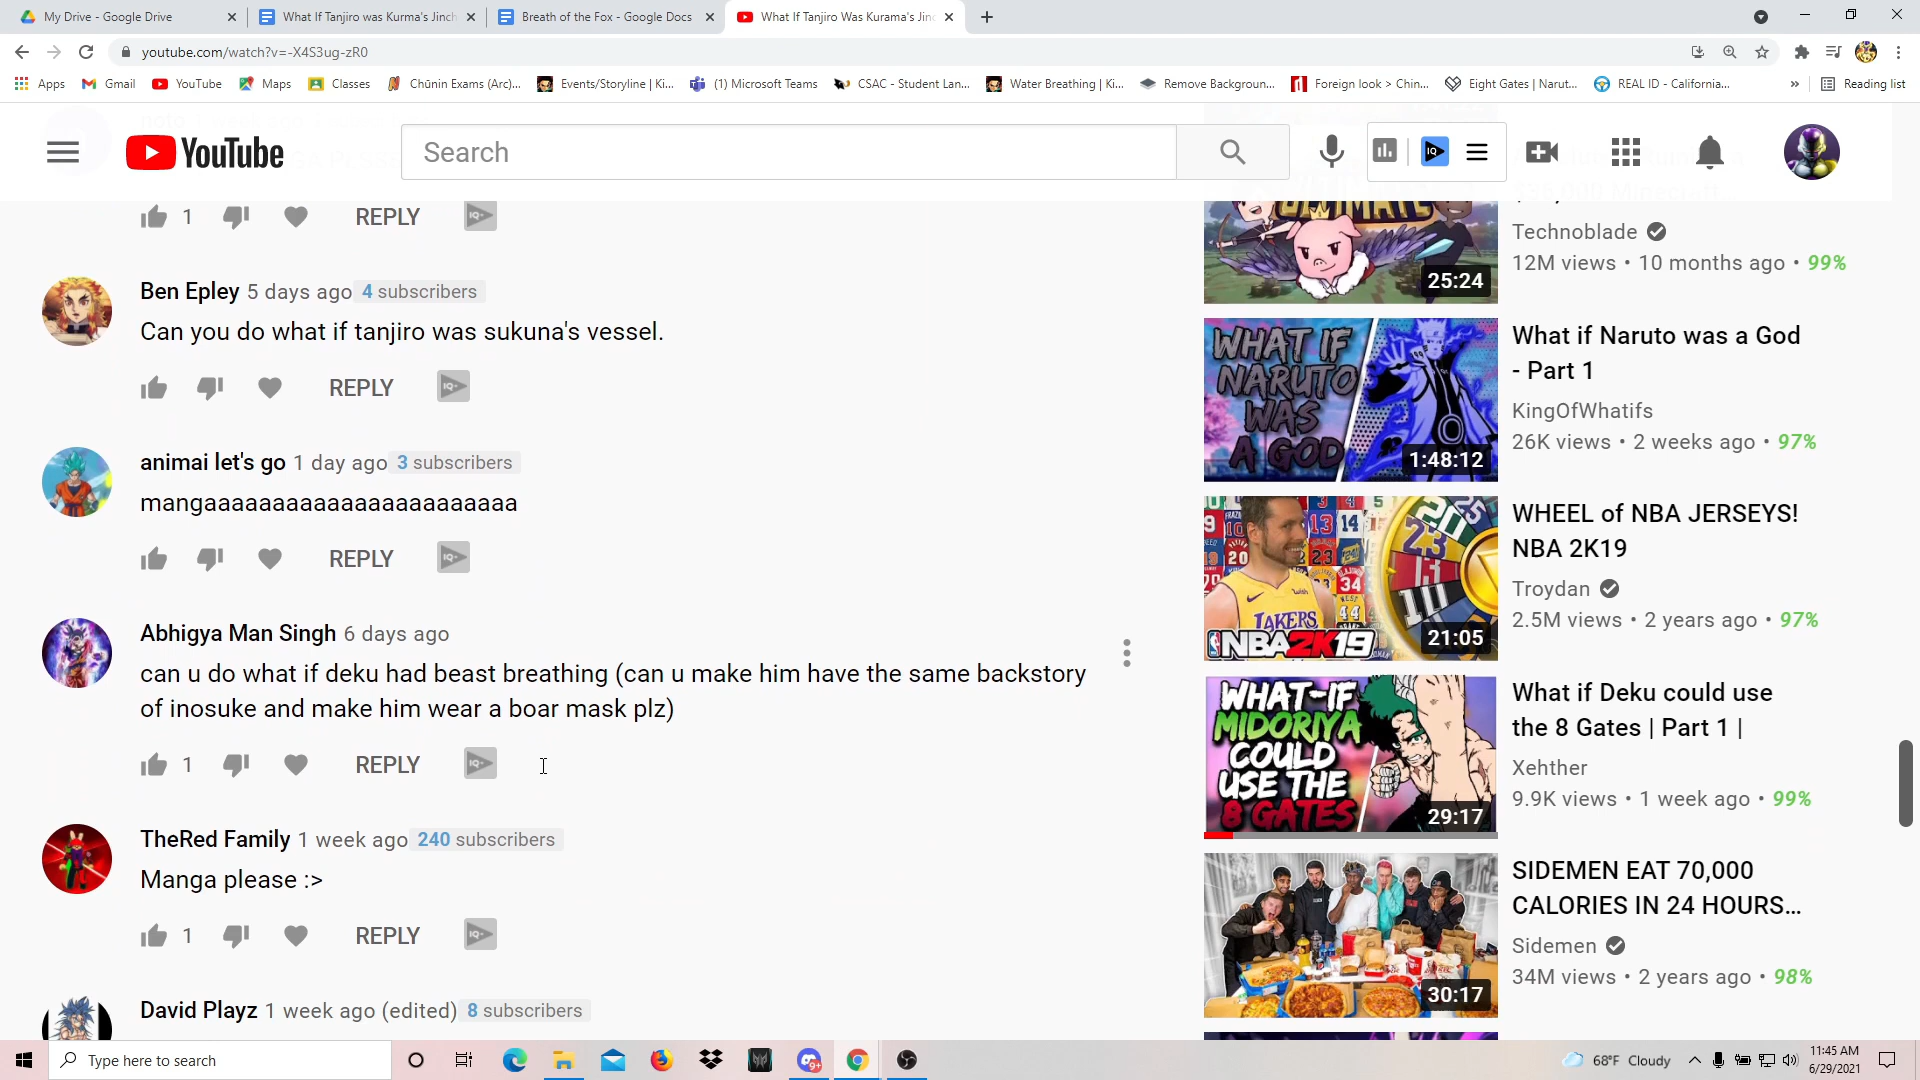 My Drive - Google Drive
What If Tanjiro was Kurma's Jinch
Breath of the Fox - Google Docs
What If Tanjiro Was Kurama's Jinc
youtube.com/watch?v=-X4S3ug-zR0
Apps Gmail YouTube Maps Classes Chūnin Exams (Arc)... Events/Storyline | Ki... (1) Microsoft Teams CSAC - Student Lan... Water Breathing | Ki... Remove Backgroun... Foreign look > Chin... Eight Gates | Narut... REAL ID - California... » Reading list
YouTube
Search
IQ
1 REPLY
Ben Epley 5 days ago 4 subscribers
Can you do what if tanjiro was sukuna's vessel.
REPLY
animai let's go 1 day ago 3 subscribers
mangaaaaaaaaaaaaaaaaaaaaaaa
REPLY
Abhigya Man Singh 6 days ago
can u do what if deku had beast breathing (can u make him have the same backstory
of inosuke and make him wear a boar mask plz)
1 REPLY
TheRed Family 1 week ago 240 subscribers
Manga please :>
1 REPLY
David Playz 1 week ago (edited) 8 subscribers
ULTIMATE
25:24
Technoblade
12M views • 10 months ago • 99%
WHAT IF
NARUTO
WAS
A GOD
1:48:12
What if Naruto was a God
- Part 1
KingOfWhatifs
26K views • 2 weeks ago • 97%
LAKERS
NBA 2K19
21:05
WHEEL of NBA JERSEYS!
NBA 2K19
Troydan
2.5M views • 2 years ago • 97%
WHAT-IF
MIDORIYA
COULD
USE THE
8 GATES
29:17
What if Deku could use
the 8 Gates | Part 1 |
Xehther
9.9K views • 1 week ago • 99%
30:17
SIDEMEN EAT 70,000
CALORIES IN 24 HOURS...
Sidemen
34M views • 2 years ago • 98%
Type here to search
68°F Cloudy
11:45 AM
6/29/2021